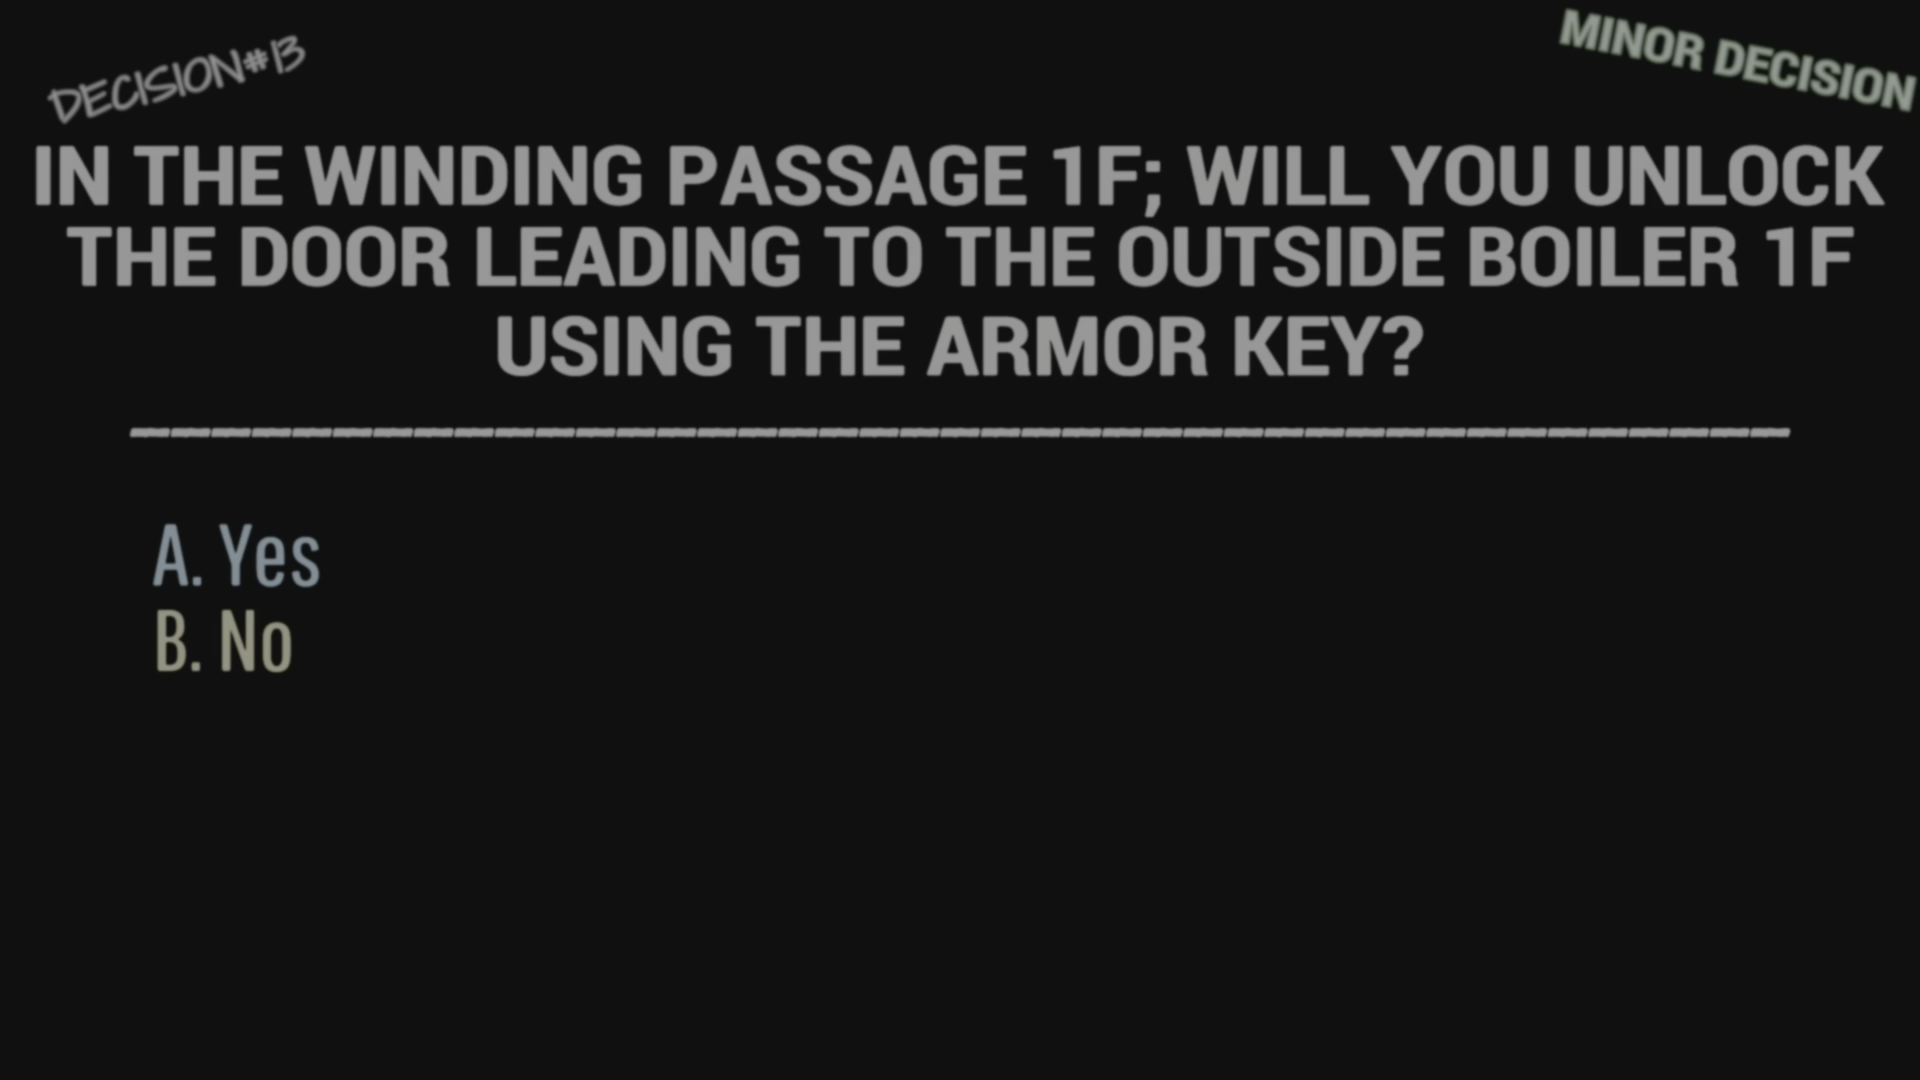 DECISION#13
MINOR DECISION
IN THE WINDING PASSAGE 1F; WILL YOU UNLOCK
THE DOOR LEADING TO THE OUTSIDE BOILER 1F
USING THE ARMOR KEY?
A. Yes
B. No